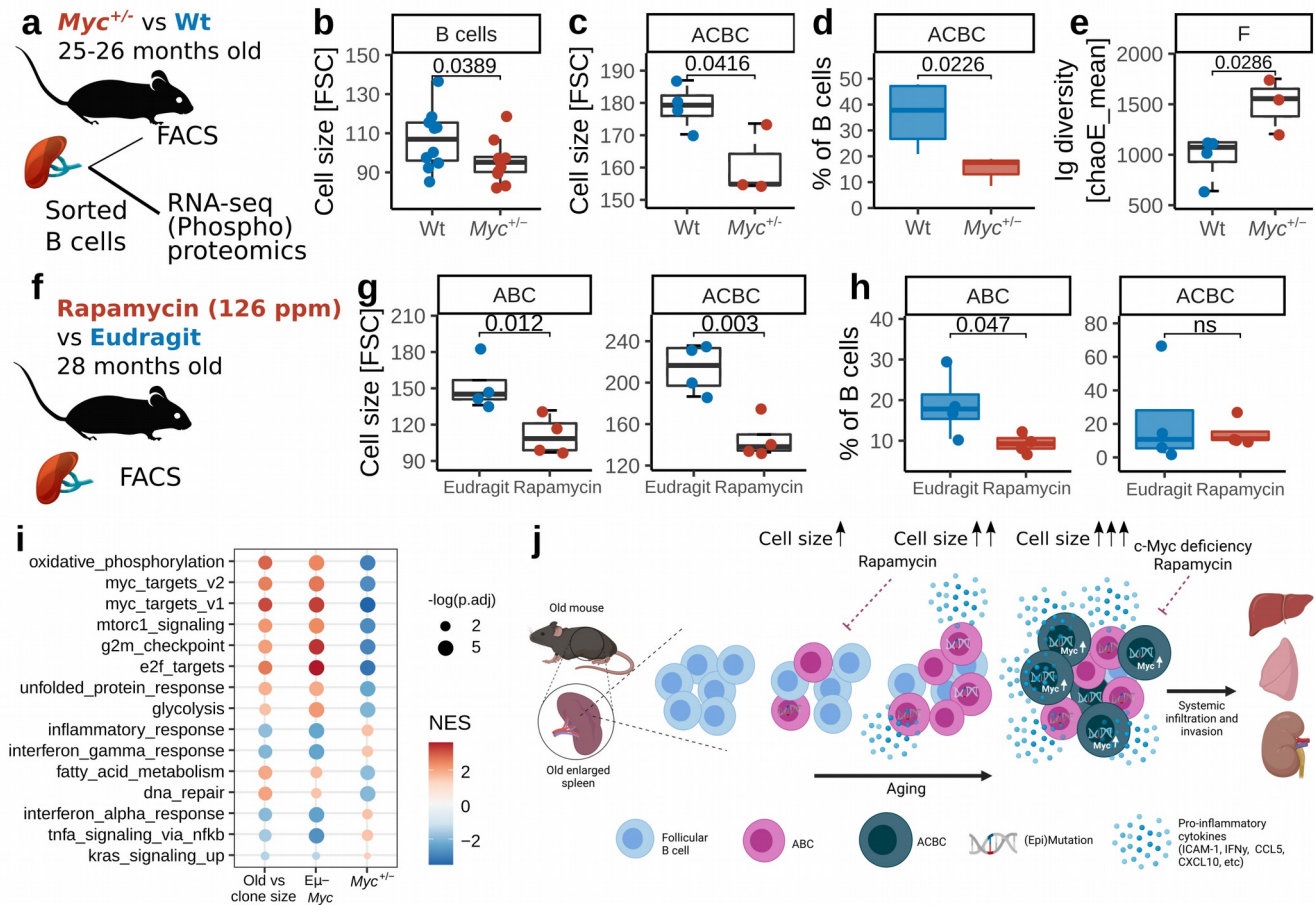 a
Myc+/- vs Wt
25-26 months old
FACS
Sorted
B cells
RNA-seq
(Phospho)
proteomics
b
B cells
0.0389
Cell size [FSC]
150
130
110
90
Wt Myc+/−
c
ACBC
0.0416
Cell size [FSC]
190
180
170
160
150
Wt Myc+/−
d
ACBC
0.0226
% of B cells
50
40
30
20
10
0
Wt Myc+/−
e
F
0.0286
Ig diversity
[chaoE_mean]
2000
1500
1000
500
Wt Myc+/−
f
Rapamycin (126 ppm)
vs Eudragit
28 months old
FACS
g
ABC
0.012
Cell size [FSC]
210
180
150
120
90
Eudragit Rapamycin
ACBC
0.003
240
200
160
120
Eudragit Rapamycin
h
ABC
0.047
% of B cells
40
30
20
10
Eudragit Rapamycin
ACBC
ns
80
60
40
20
0
Eudragit Rapamycin
i
oxidative_phosphorylation
myc_targets_v2
myc_targets_v1
mtorc1_signaling
g2m_checkpoint
e2f_targets
unfolded_protein_response
glycolysis
inflammatory_response
interferon_gamma_response
fatty_acid_metabolism
dna_repair
interferon_alpha_response
tnfa_signaling_via_nfkb
kras_signaling_up
Old vs
clone size
Eμ−
Myc
Myc+/−
-log(p.adj)
2
5
NES
2
0
−2
j
Cell size
Cell size
Cell size
Rapamycin
c-Myc deficiency
Rapamycin
Old mouse
Old enlarged
spleen
Myc
Myc
Myc
Myc
Systemic
infiltration and
invasion
Aging
Follicular
B cell
ABC
ACBC
(Epi)Mutation
Pro-inflammatory
cytokines
(ICAM-1, IFNy, CCL5,
CXCL10, etc)